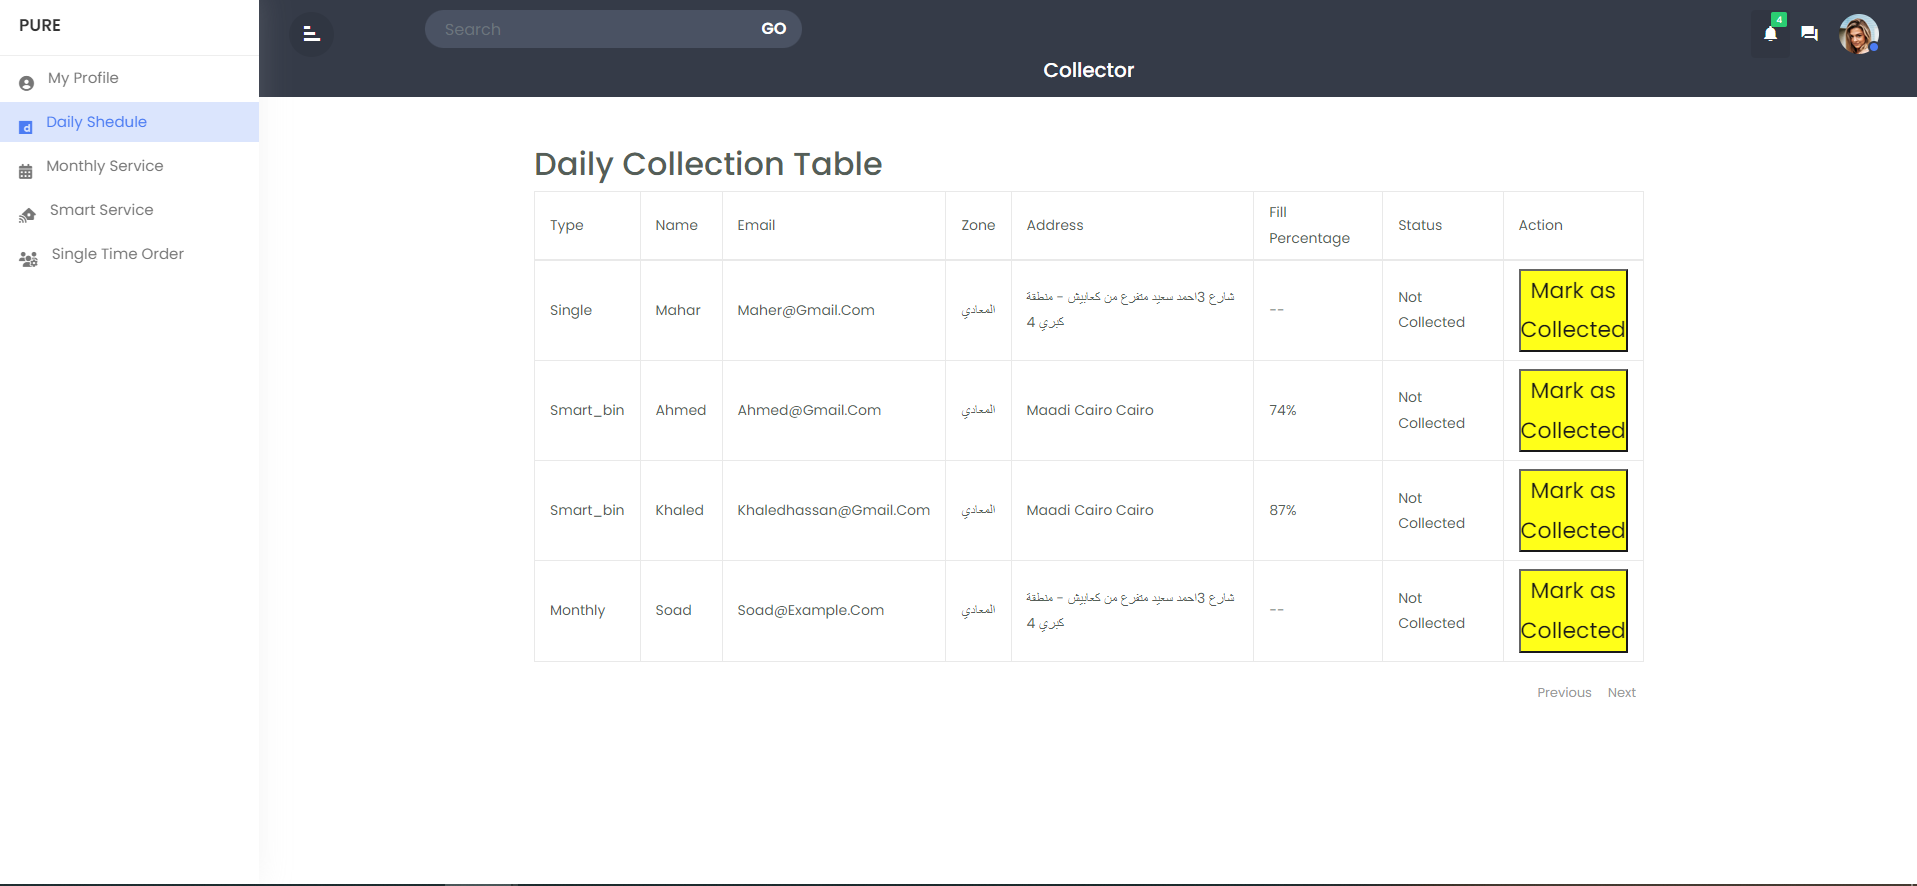 PURE
My Profile
Daily Shedule
Monthly Service
Smart Service
Single Time Order
Search
GO
4
Collector
Daily Collection Table
Type Name Email Zone Address Fill Percentage Status Action
Single Mahar Maher@Gmail.Com المعادي شارع 3احمد سعيد متفرع من كعابيش - منطقة
كبري 4
--
Not
Collected
Mark as
Collected
Smart_bin Ahmed Ahmed@Gmail.Com المعادي Maadi Cairo Cairo 74%
Not
Collected
Mark as
Collected
Smart_bin Khaled Khaledhassan@Gmail.Com المعادي Maadi Cairo Cairo 87%
Not
Collected
Mark as
Collected
Monthly Soad Soad@Example.Com المعادي شارع 3احمد سعيد متفرع من كعابيش - منطقة
كبري 4
--
Not
Collected
Mark as
Collected
Previous Next